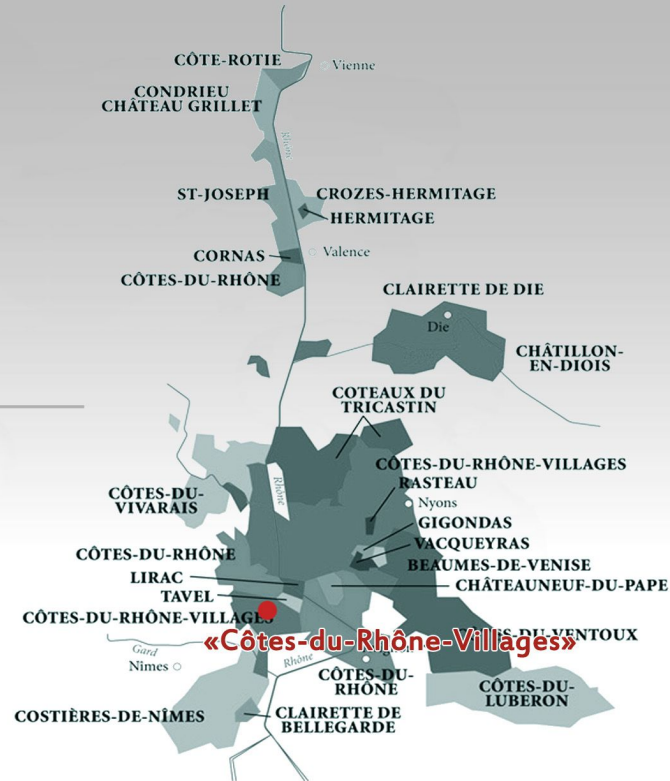 CÔTE-ROTIE
Vienne
CONDRIEU
CHÂTEAU GRILLET
Rhône
ST-JOSEPH
CROZES-HERMITAGE
HERMITAGE
CORNAS
Valence
CÔTES-DU-RHÔNE
CLAIRETTE DE DIE
Die
CHÂTILLON-
EN-DIOIS
COTEAUX DU
TRICASTIN
CÔTES-DU-RHÔNE-VILLAGES
RASTEAU
Rhône
CÔTES-DU-
VIVARAIS
Nyons
GIGONDAS
VACQUEYRAS
CÔTES-DU-RHÔNE
BEAUMES-DE-VENISE
LIRAC
CHÂTEAUNEUF-DU-PAPE
TAVEL
CÔTES-DU-RHÔNE-VILLAGES
DU-VENTOUX
«Côtes-du-Rhône-Villages»
Gard
Nîmes
Rhône
CÔTES-DU-
RHÔNE
CÔTES-DU-
LUBERON
COSTIÈRES-DE-NÎMES
CLAIRETTE DE
BELLEGARDE